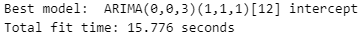 Best model:  ARIMA(0,0,3)(1,1,1)[12] intercept
Total fit time: 15.776 seconds